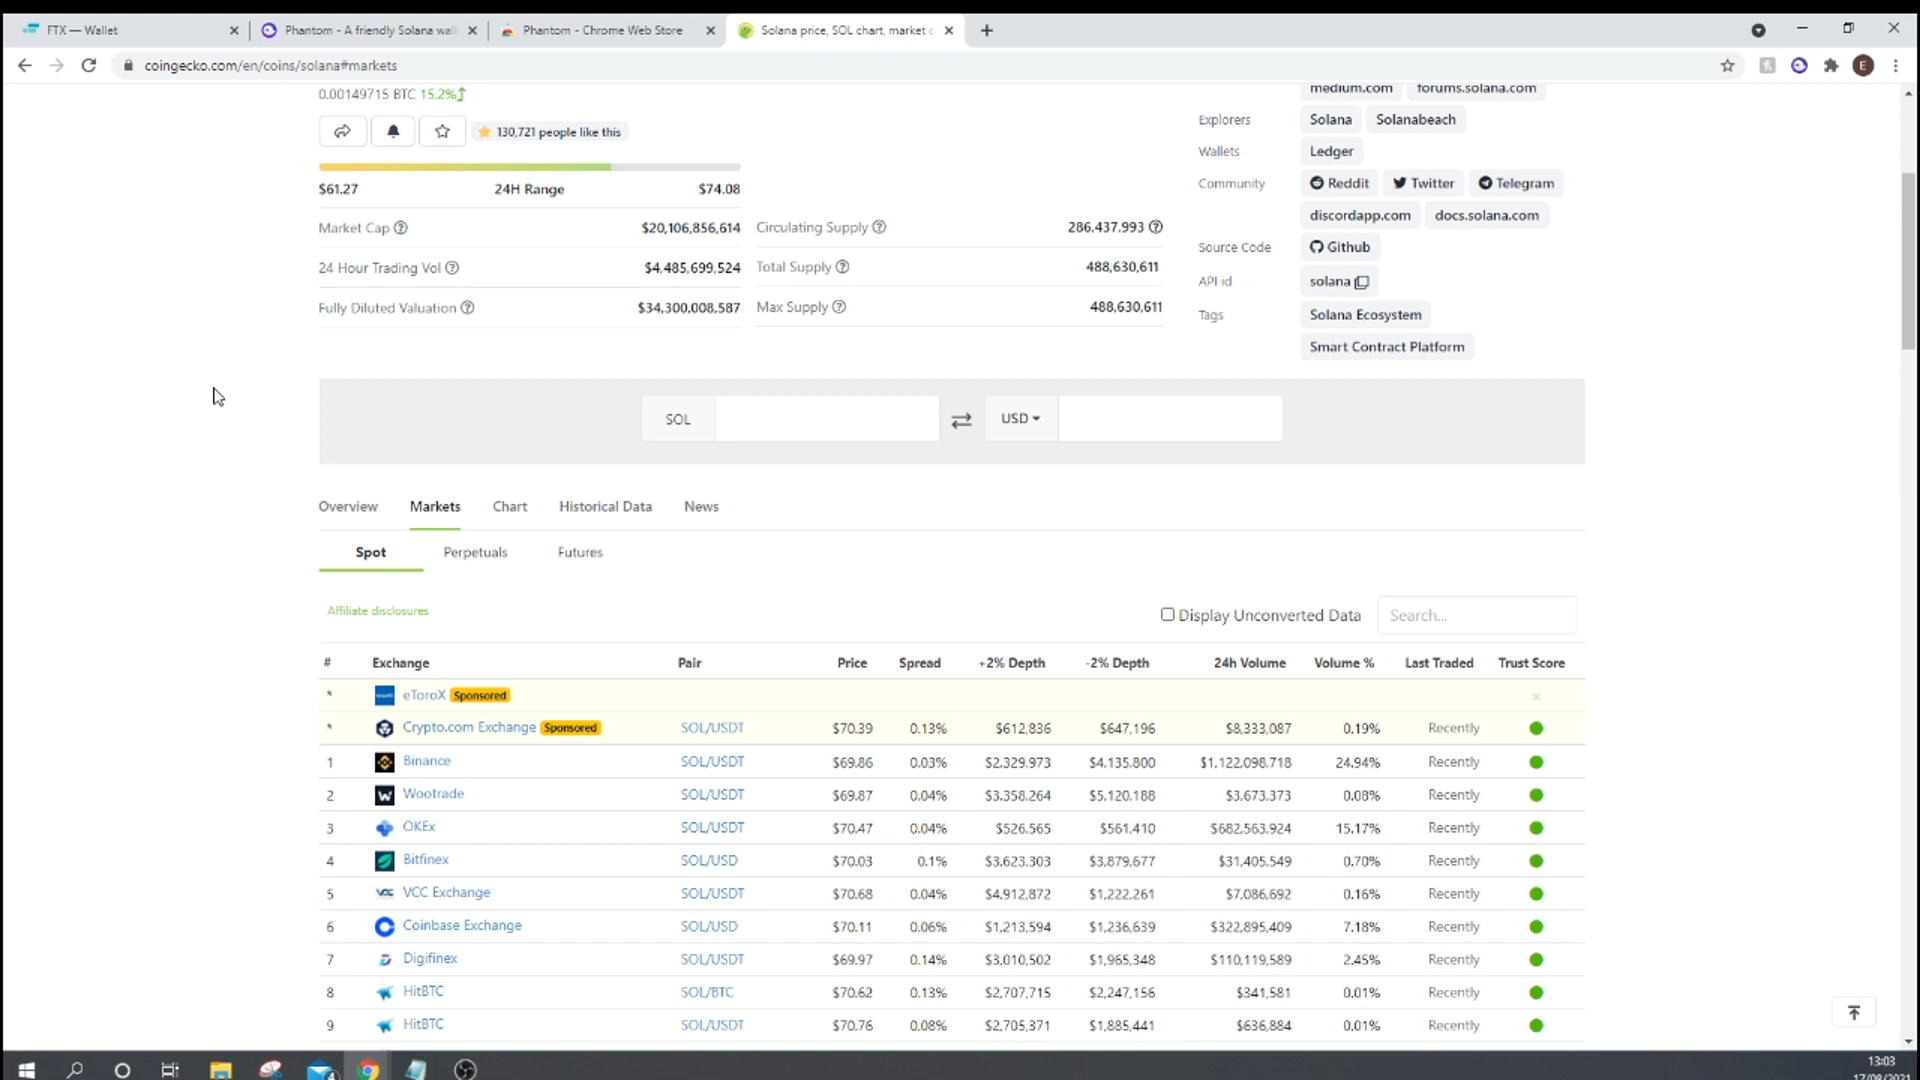 FTX — Wallet
Phantom - A friendly Solana wall
Phantom - Chrome Web Store
Solana price, SOL chart, market c
coingecko.com/en/coins/solana#markets
E
0.00149715 BTC 15.2%
130,721 people like this
$61.27 24H Range $74.08
Market Cap $20,106,856,614
24 Hour Trading Vol $4,485,699,524
Fully Diluted Valuation $34,300,008,587
Circulating Supply 286,437,993
Total Supply 488,630,611
Max Supply 488,630,611
medium.com forums.solana.com
Explorers Solana Solanabeach
Wallets Ledger
Community Reddit Twitter Telegram
discordapp.com docs.solana.com
Source Code Github
API id solana
Tags Solana Ecosystem
Smart Contract Platform
SOL USD
Overview Markets Chart Historical Data News
Spot Perpetuals Futures
Affiliate disclosures
Display Unconverted Data Search...
# Exchange Pair Price Spread +2% Depth -2% Depth 24h Volume Volume % Last Traded Trust Score
* eToroX Sponsored
* Crypto.com Exchange Sponsored SOL/USDT $70.39 0.13% $612,836 $647,196 $8,333,087 0.19% Recently
1 Binance SOL/USDT $69.86 0.03% $2,329,973 $4,135,800 $1,122,098,718 24.94% Recently
2 Wootrade SOL/USDT $69.87 0.04% $3,358,264 $5,120,188 $3,673,373 0.08% Recently
3 OKEx SOL/USDT $70.47 0.04% $526,565 $561,410 $682,563,924 15.17% Recently
4 Bitfinex SOL/USD $70.03 0.1% $3,623,303 $3,879,677 $31,405,549 0.70% Recently
5 VCC Exchange SOL/USDT $70.68 0.04% $4,912,872 $1,222,261 $7,086,692 0.16% Recently
6 Coinbase Exchange SOL/USD $70.11 0.06% $1,213,594 $1,236,639 $322,895,409 7.18% Recently
7 Digifinex SOL/USDT $69.97 0.14% $3,010,502 $1,965,348 $110,119,589 2.45% Recently
8 HitBTC SOL/BTC $70.62 0.13% $2,707,715 $2,247,156 $341,581 0.01% Recently
9 HitBTC SOL/USDT $70.76 0.08% $2,705,371 $1,885,441 $636,884 0.01% Recently
13:03
17/08/2021